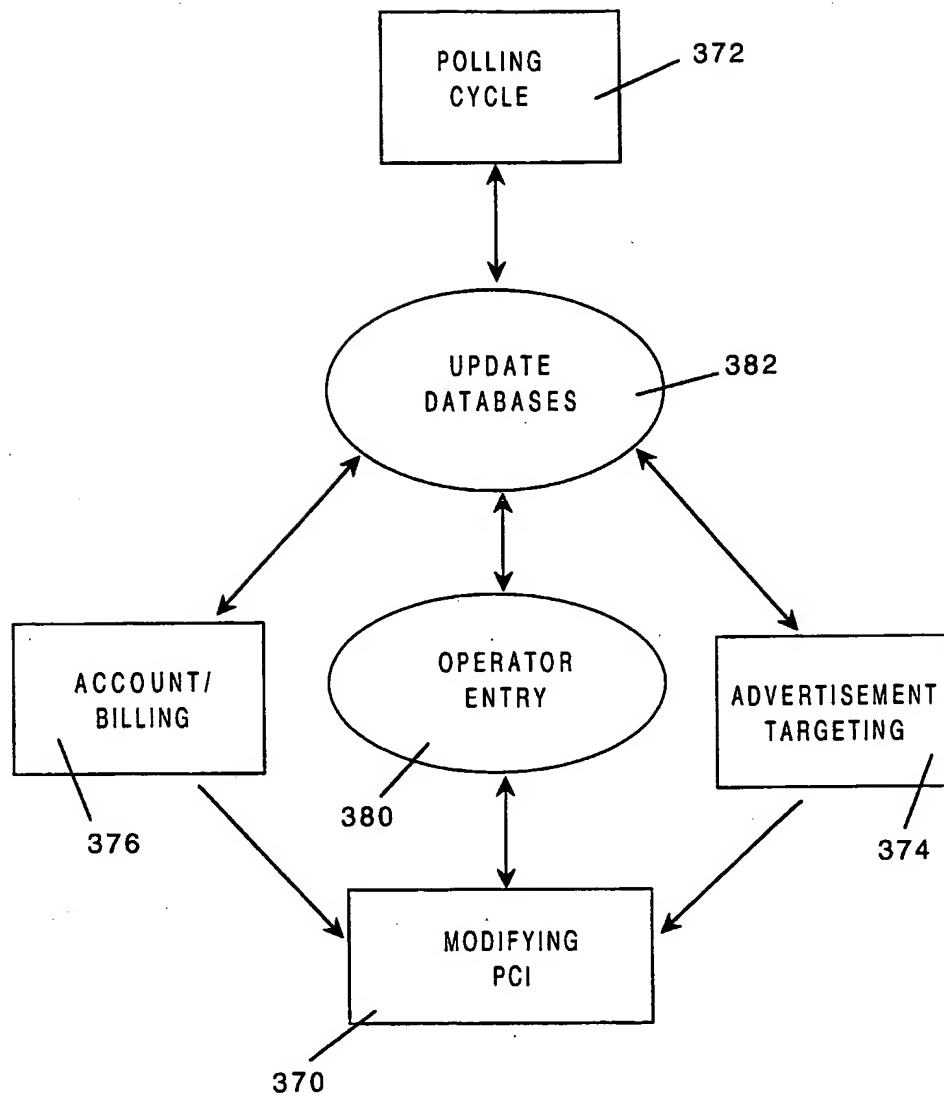 POLLING
CYCLE
372
UPDATE
DATABASES
382
ACCOUNT/
BILLING
376
OPERATOR
ENTRY
380
ADVERTISEMENT
TARGETING
374
MODIFYING
PCI
370